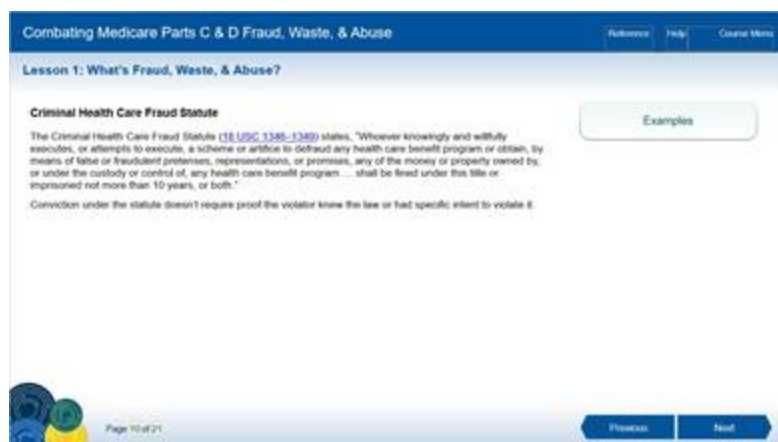 Combating Medicare Parts C & D Fraud, Waste, & Abuse
Reference Help Course Menu
Lesson 1: What's Fraud, Waste, & Abuse?
Criminal Health Care Fraud Statute
Examples
The Criminal Health Care Fraud Statute (18 USC 1346–1349) states, "Whoever knowingly and willfully
executes, or attempts to execute, a scheme or artifice to defraud any health care benefit program or obtain, by
means of false or fraudulent pretenses, representations, or promises, any of the money or property owned by,
or under the custody or control of, any health care benefit program … shall be fined under this title or
imprisoned not more than 10 years, or both."
Conviction under the statute doesn't require proof the violator knew the law or had specific intent to violate it.
Page 10 of 21
Previous Next